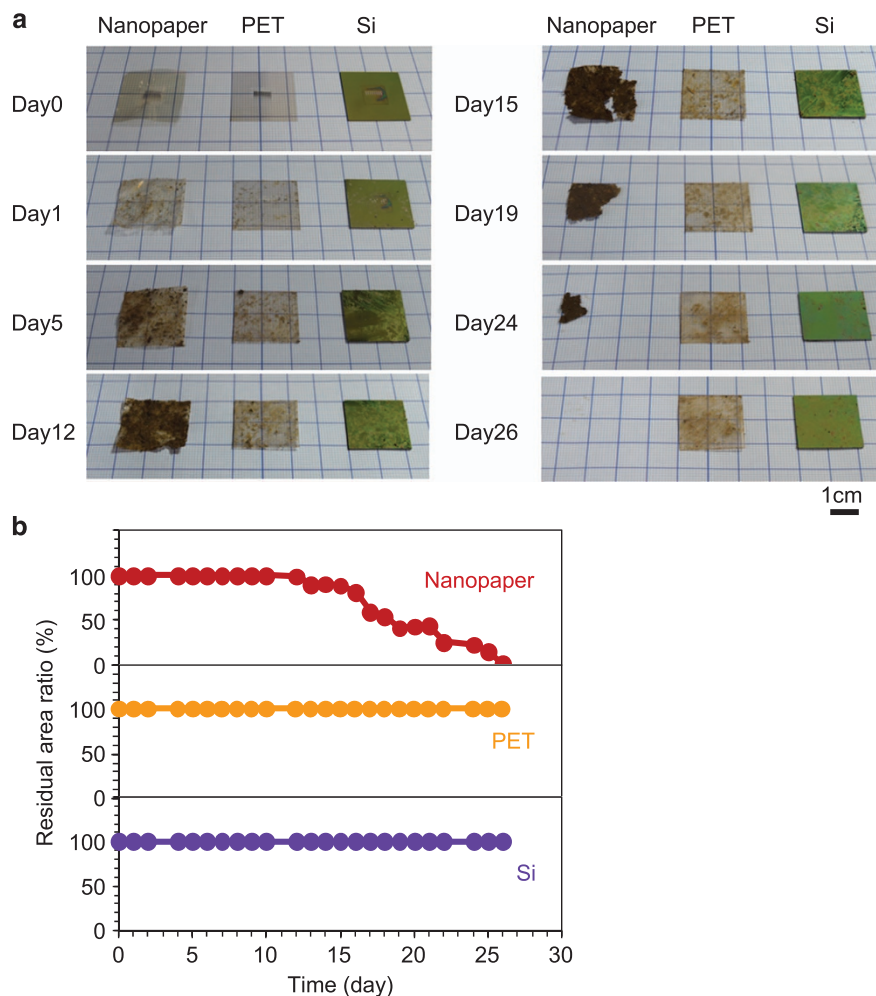 a
Nanopaper PET Si
Day0
Day1
Day5
Day12
Nanopaper PET Si
Day15
Day19
Day24
Day26
1cm
b
Residual area ratio (%)
100
50
0
Nanopaper
100
50
0
PET
100
50
0
Si
0 5 10 15 20 25 30
Time (day)